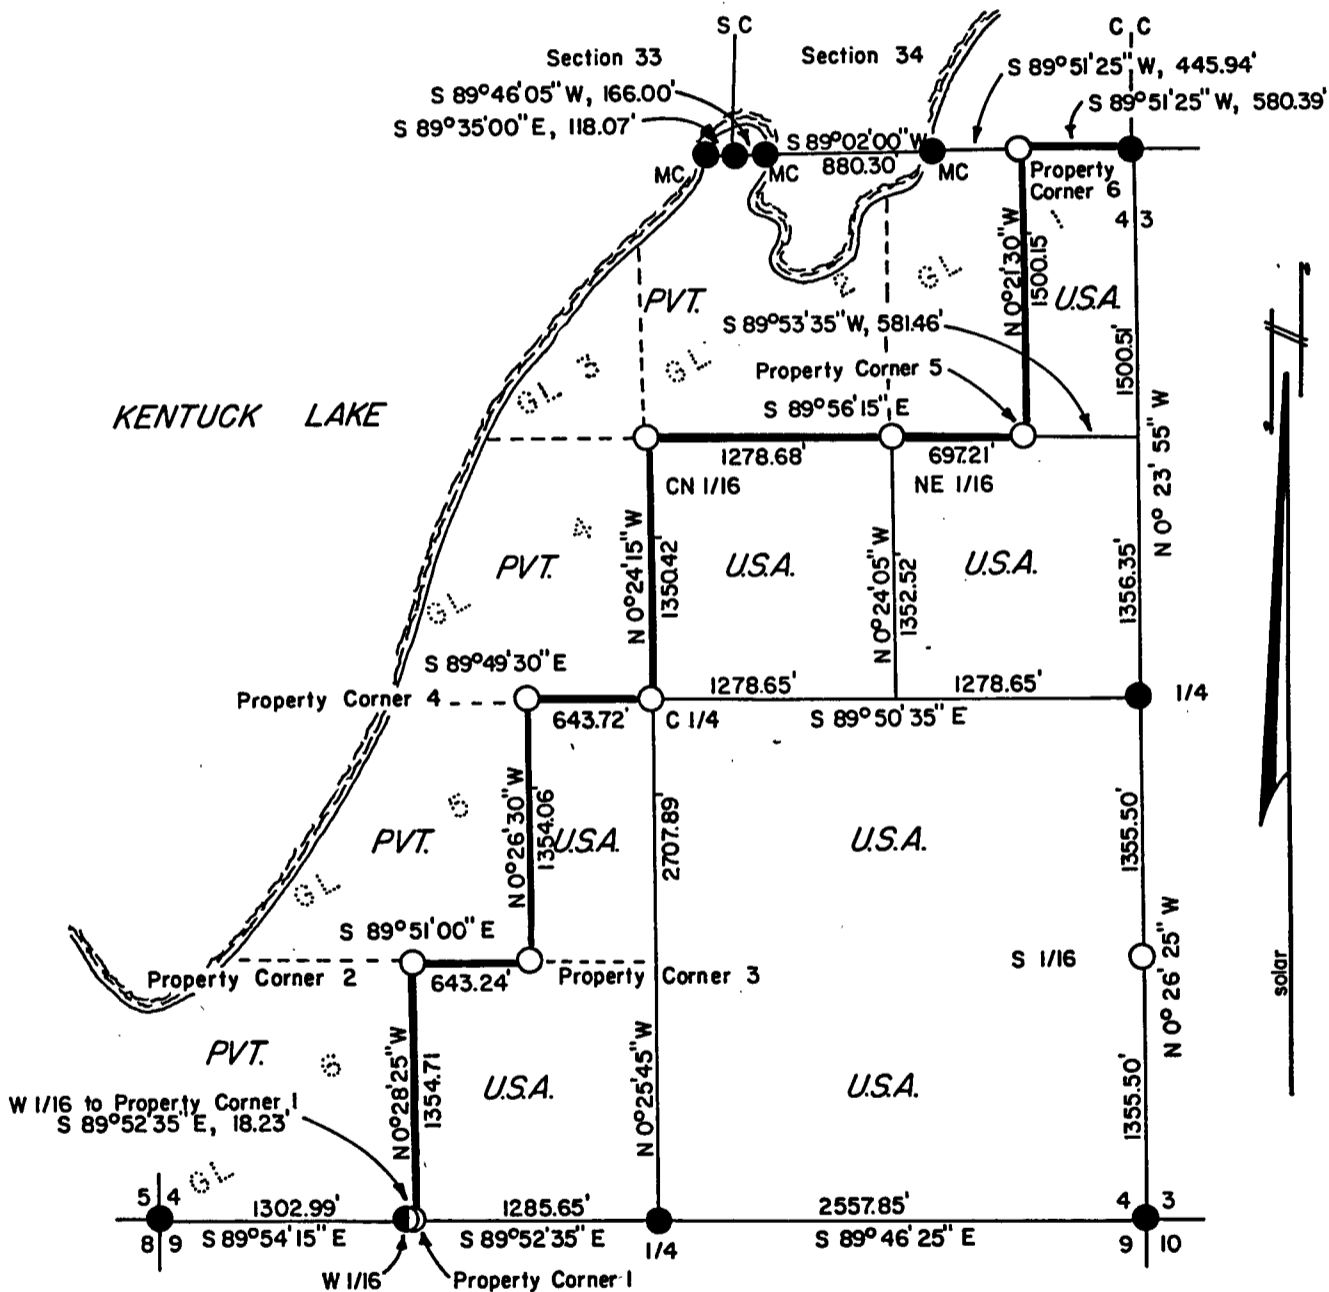 S C
C C
Section 33
Section 34
S 89°46'05" W, 166.00'
S 89°35'00" E, 118.07'
S 89°51'25" W, 445.94'
S 89°51'25" W, 580.39'
S 89°02'00" W
880.30'
MC
MC
MC
Property
Corner 6
4 3
N 0°21'30" W
1500.15'
PVT.
GL 2
GL 1
U.S.A.
S 89°53'35" W, 581.46'
1500.51'
GL 3
Property Corner 5
KENTUCK LAKE
S 89°56'15" E
1278.68'
697.21'
CN 1/16
NE 1/16
N 0° 23' 55" W
GL 4
PVT.
N 0°24'15" W
1350.42'
U.S.A.
N 0°24'05" W
1352.52'
U.S.A.
1356.35'
S 89°49'30" E
Property Corner 4
643.72'
C 1/4
1278.65'
1278.65'
S 89°50'35" E
1/4
GL 5
PVT.
N 0°26'30" W
1354.06'
U.S.A.
2707.89'
U.S.A.
1355.50'
S 89°51'00" E
Property Corner 2
643.24'
Property Corner 3
S 1/16
N 0° 26' 25" W
solar
PVT.
GL 6
N 0°28'25" W
1354.71
U.S.A.
N 0°25'45" W
U.S.A.
1355.50'
W 1/16 to Property Corner 1
S 89°52'35" E, 18.23'
5 4
1302.99'
1285.65'
2557.85'
4 3
8 9
S 89°54'15" E
S 89°52'35" E
1/4
S 89°46'25" E
9 10
W 1/16
Property Corner 1